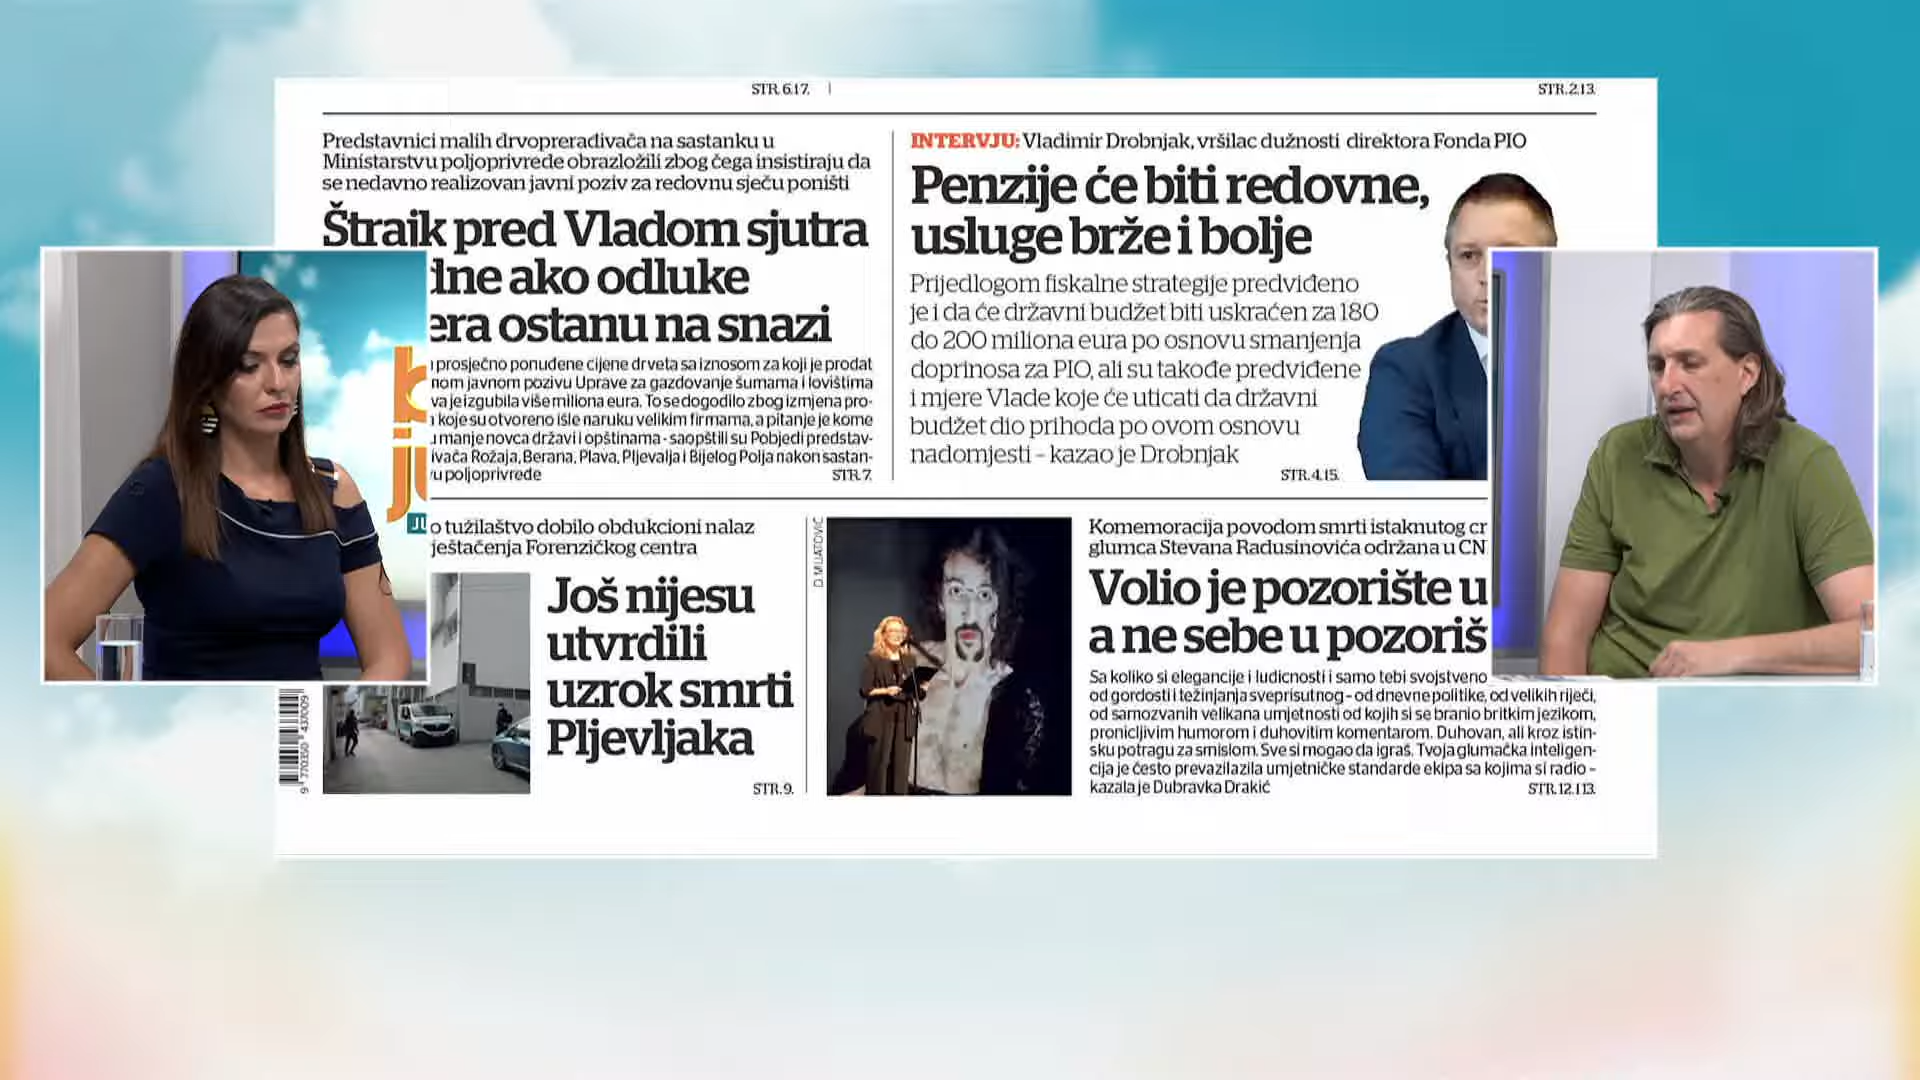 STR. 6.17.
STR. 2.13.
Predstavnici malih drvoprerađivača na sastanku u
Ministarstvu poljoprivrede obrazložili zbog čega insistiraju da
se nedavno realizovan javni poziv za redovnu sječu poništi
Štrajk pred Vladom sjutra
dne ako odluke
era ostanu na snazi
prosječno ponuđene cijene drveta sa iznosom za koji je prodat
nom javnom pozivu Uprave za gazdovanje šumama i lovištima
va je izgubila više miliona eura. To se dogodilo zbog izmjena pro-
koje su otvoreno išle naruku velikim firmama, a pitanje je kome
manje novca državi i opštinama - saopštili su Pobjedi predstav-
ivača Rožaja, Berana, Plava, Pljevalja i Bijelog Polja nakon sastan-
u poljoprivrede
STR. 7.
INTERVJU: Vladimir Drobnjak, vršilac dužnosti direktora Fonda PIO
Penzije će biti redovne,
usluge brže i bolje
Prijedlogom fiskalne strategije predviđeno
je i da će državni budžet biti uskraćen za 180
do 200 miliona eura po osnovu smanjenja
doprinosa za PIO, ali su takođe predviđene
i mjere Vlade koje će uticati da državni
budžet dio prihoda po ovom osnovu
nadomjesti – kazao je Drobnjak
STR. 4.15.
b
j
JU
o tužilaštvo dobilo obdukcioni nalaz
ještačenja Forenzičkog centra
Još nijesu
utvrdili
uzrok smrti
Pljevljaka
STR. 9.
9 770350 437009
D. MIJATOVIĆ
Komemoracija povodom smrti istaknutog cr
glumca Stevana Radusinovića održana u CN
Volio je pozorište u
a ne sebe u pozoriš
Sa koliko si elegancije i ludicnosti i samo tebi svojstveno
od gordosti i težinjanja sveprisutnog – od dnevne politike, od velikih riječi,
od samozvanih velikana umjetnosti od kojih si se branio britkim jezikom,
pronicljivim humorom i duhovitim komentarom. Duhovan, ali kroz istin-
sku potragu za smislom. Sve si mogao da igraš. Tvoja glumačka inteligen-
cija je često prevazilazila umjetničke standarde ekipa sa kojima si radio –
kazala je Dubravka Drakić
STR. 12. i 13.